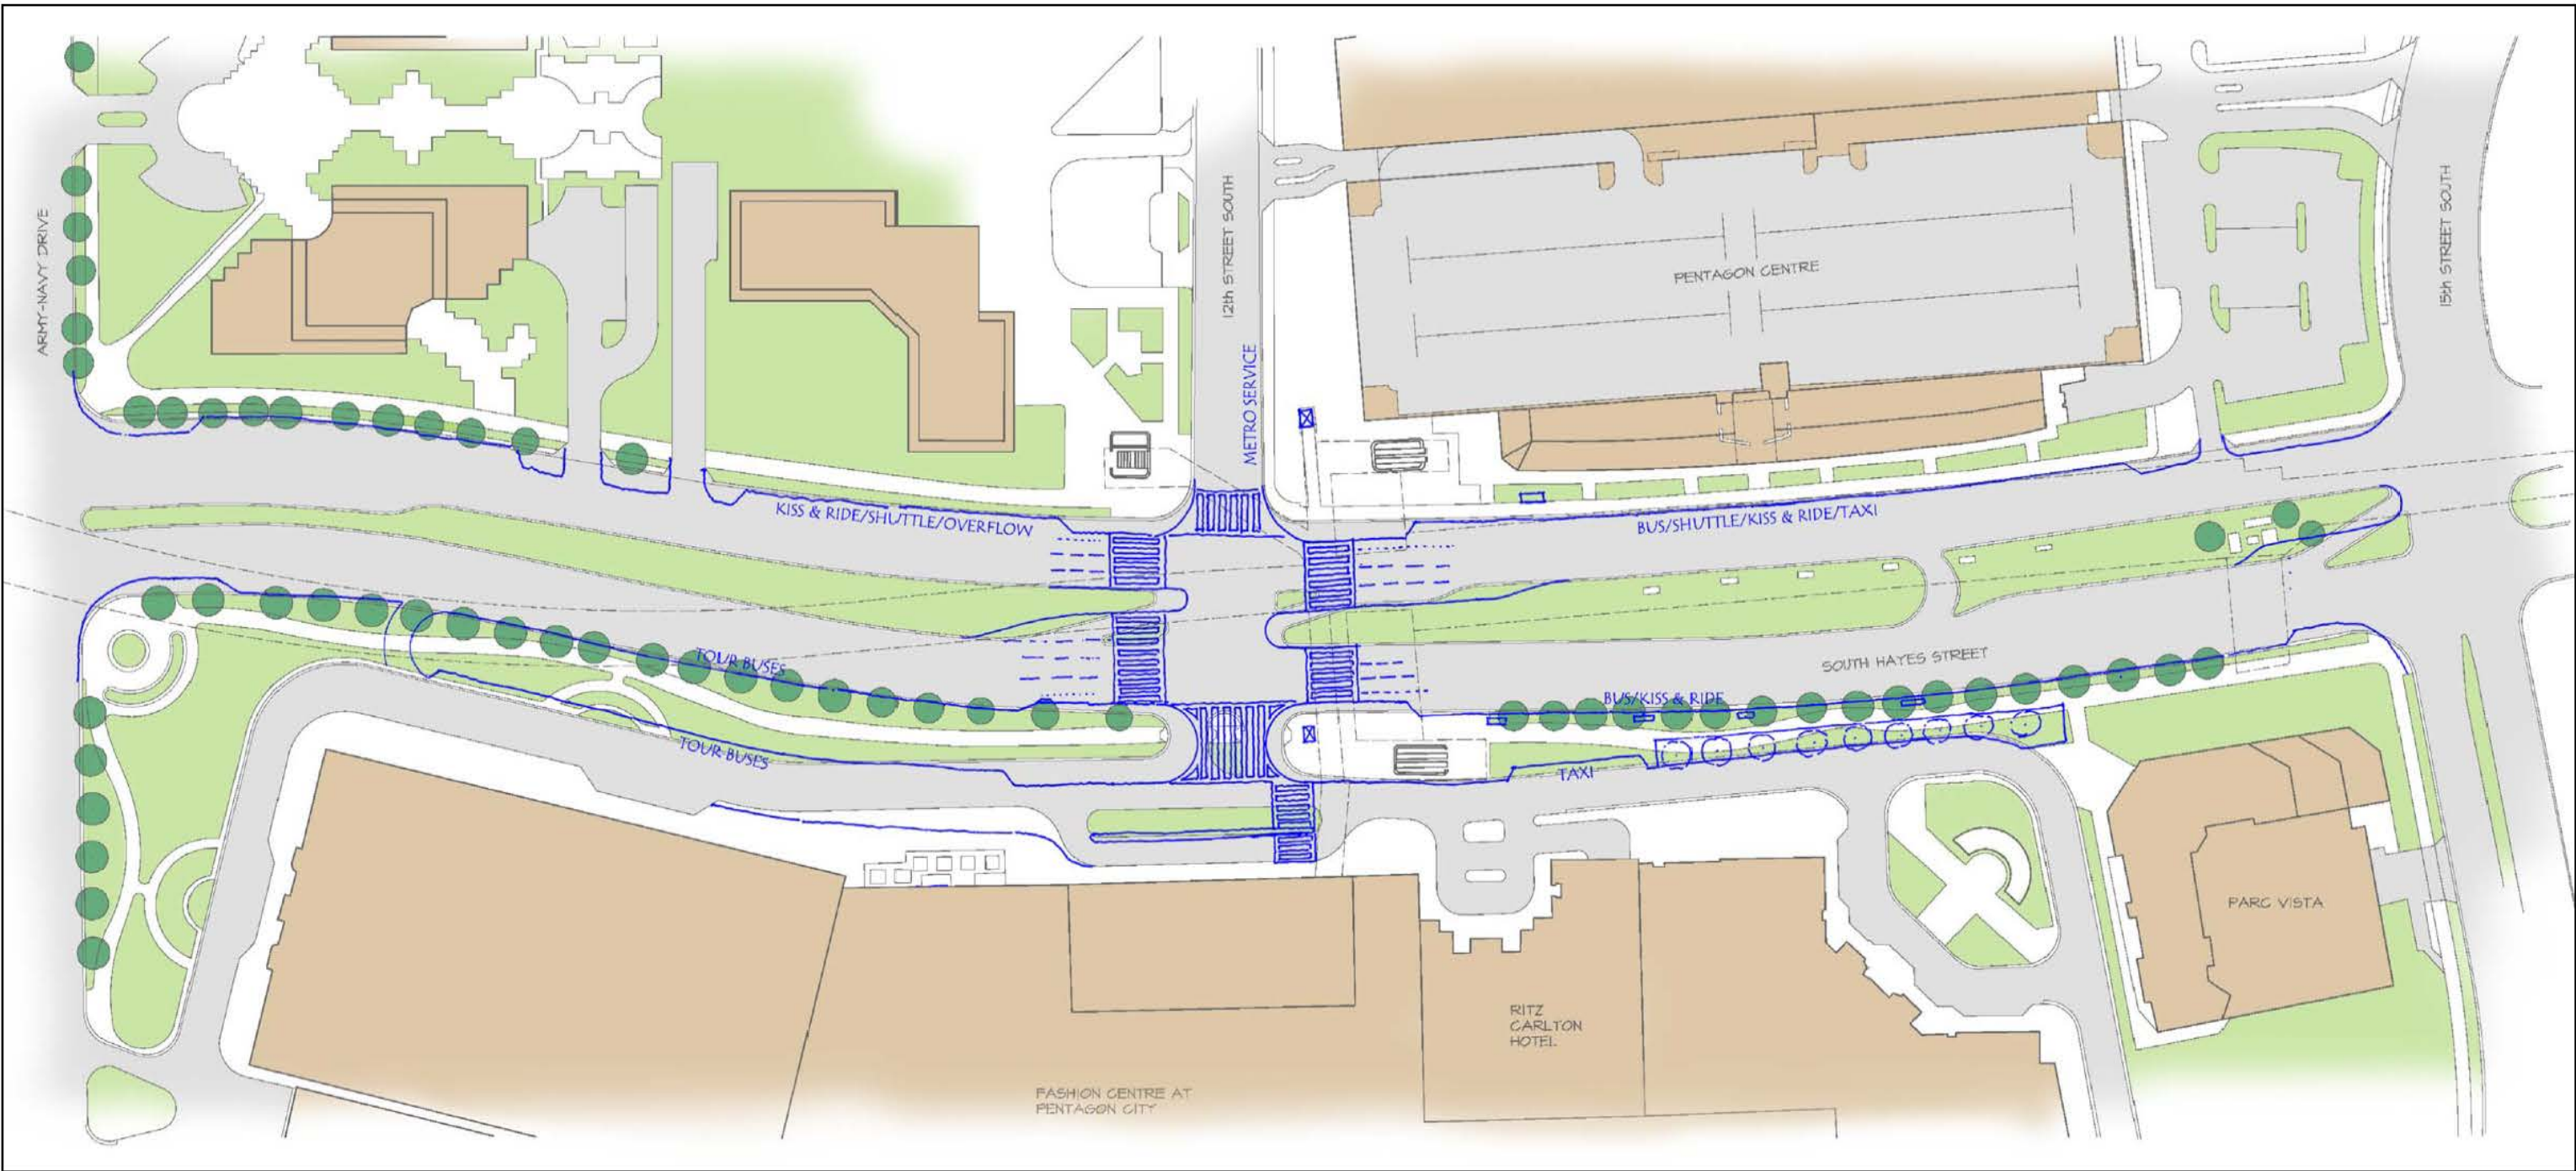 ARMY-NAVY DRIVE
12th STREET SOUTH
METRO SERVICE
PENTAGON CENTRE
15th STREET SOUTH
KISS & RIDE/SHUTTLE/OVERFLOW
BUS/SHUTTLE/KISS & RIDE/TAXI
TOUR BUSES
SOUTH HAYES STREET
BUS/KISS & RIDE
TOUR BUSES
TAXI
PARC VISTA
RITZ
CARLTON
HOTEL
FASHION CENTRE AT
PENTAGON CITY